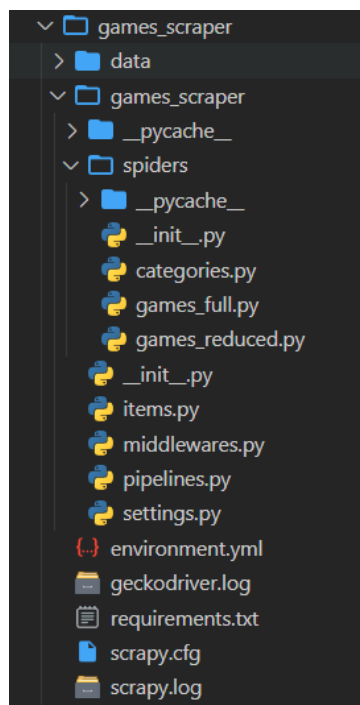 games_scraper
data
games_scraper
__pycache__
spiders
__pycache__
__init__.py
categories.py
games_full.py
games_reduced.py
__init__.py
items.py
middlewares.py
pipelines.py
settings.py
environment.yml
geckodriver.log
requirements.txt
scrapy.cfg
scrapy.log